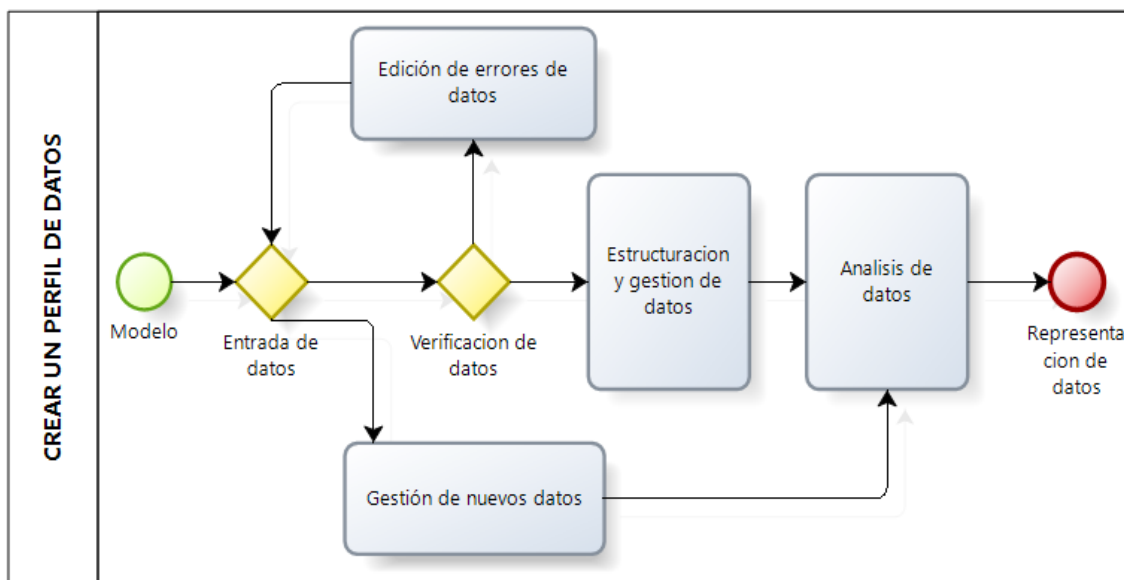 CREAR UN PERFIL DE DATOS
Edición de errores de
datos
Modelo
Entrada de
datos
Verificacion de
datos
Estructuracion
y gestion de
datos
Analisis de
datos
Representa
cion de
datos
Gestión de nuevos datos